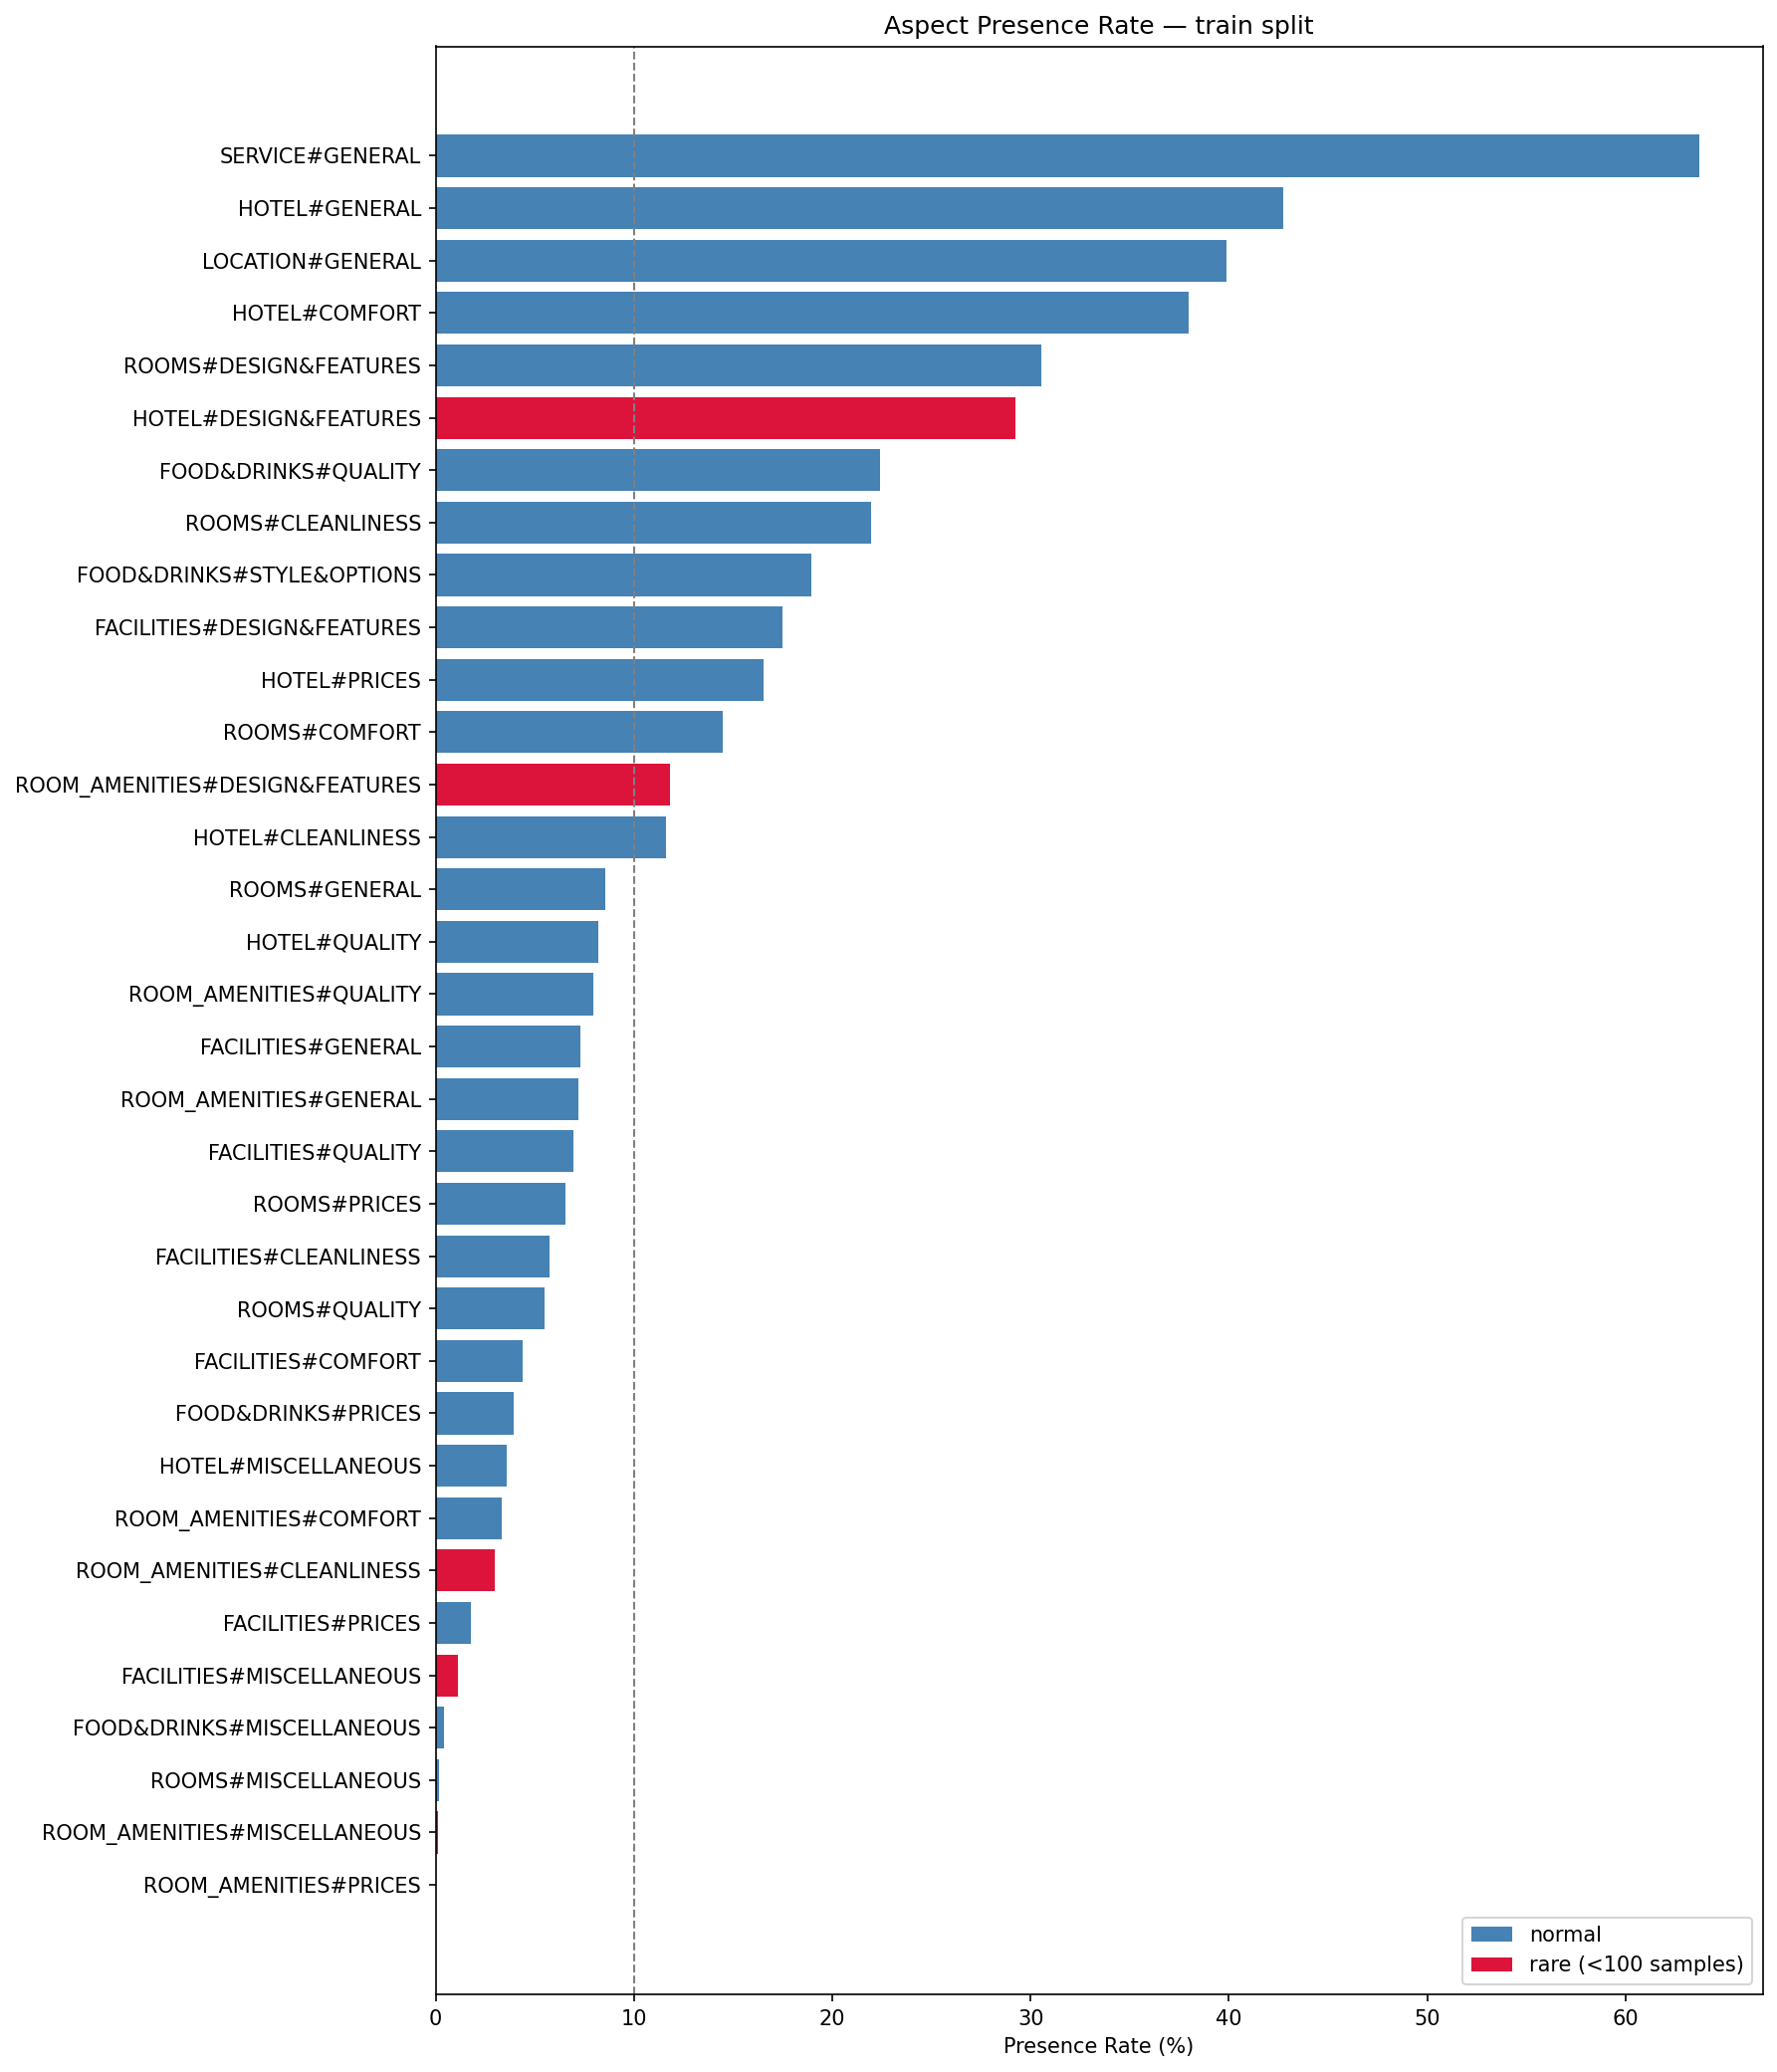 Aspect Presence Rate — train split
SERVICE#GENERAL
HOTEL#GENERAL
LOCATION#GENERAL
HOTEL#COMFORT
ROOMS#DESIGN&FEATURES
HOTEL#DESIGN&FEATURES
FOOD&DRINKS#QUALITY
ROOMS#CLEANLINESS
FOOD&DRINKS#STYLE&OPTIONS
FACILITIES#DESIGN&FEATURES
HOTEL#PRICES
ROOMS#COMFORT
ROOM_AMENITIES#DESIGN&FEATURES
HOTEL#CLEANLINESS
ROOMS#GENERAL
HOTEL#QUALITY
ROOM_AMENITIES#QUALITY
FACILITIES#GENERAL
ROOM_AMENITIES#GENERAL
FACILITIES#QUALITY
ROOMS#PRICES
FACILITIES#CLEANLINESS
ROOMS#QUALITY
FACILITIES#COMFORT
FOOD&DRINKS#PRICES
HOTEL#MISCELLANEOUS
ROOM_AMENITIES#COMFORT
ROOM_AMENITIES#CLEANLINESS
FACILITIES#PRICES
FACILITIES#MISCELLANEOUS
FOOD&DRINKS#MISCELLANEOUS
ROOMS#MISCELLANEOUS
ROOM_AMENITIES#MISCELLANEOUS
ROOM_AMENITIES#PRICES
normal
rare (<100 samples)
0 10 20 30 40 50 60
Presence Rate (%)